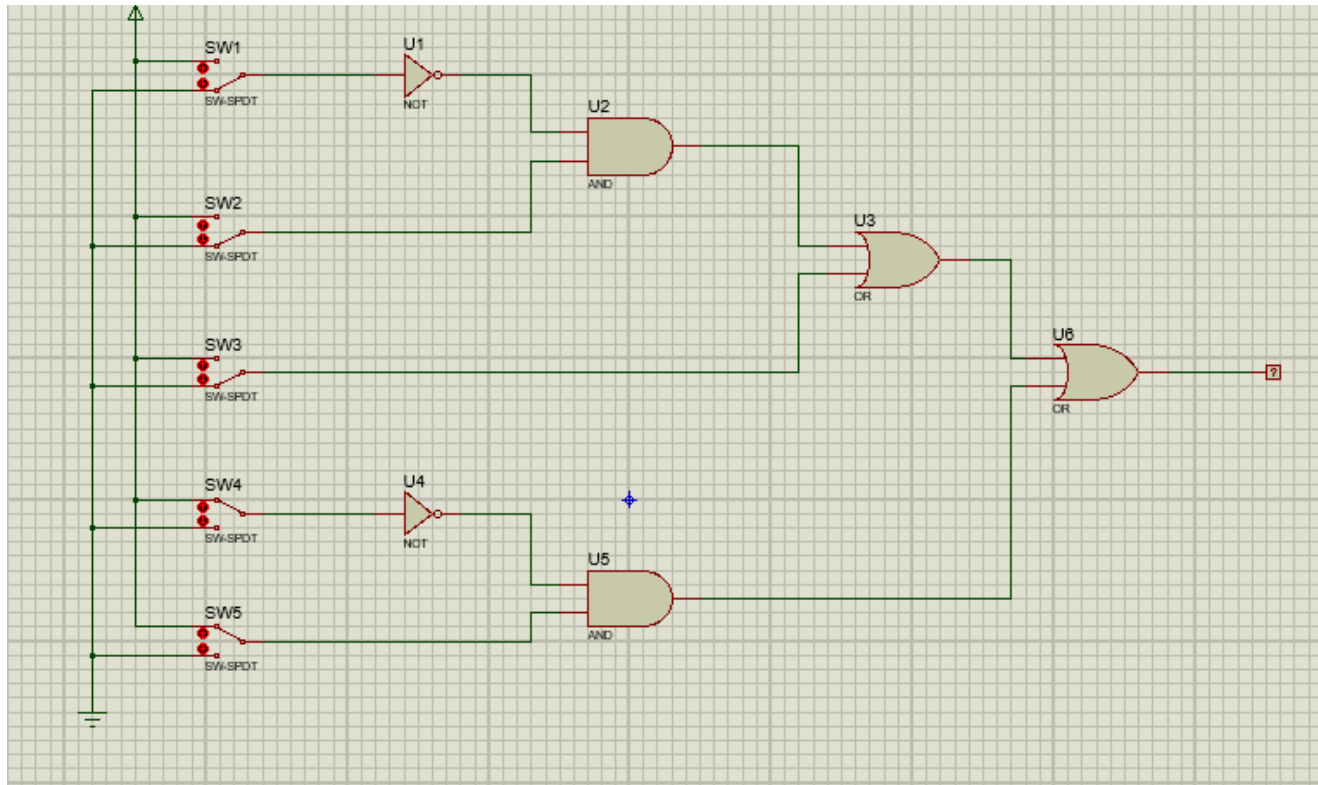 SW1
SW-SPDT
U1
NOT
U2
AND
SW2
SW-SPDT
U3
OR
SW3
SW-SPDT
U6
OR
?
SW4
SW-SPDT
U4
NOT
U5
AND
SW5
SW-SPDT